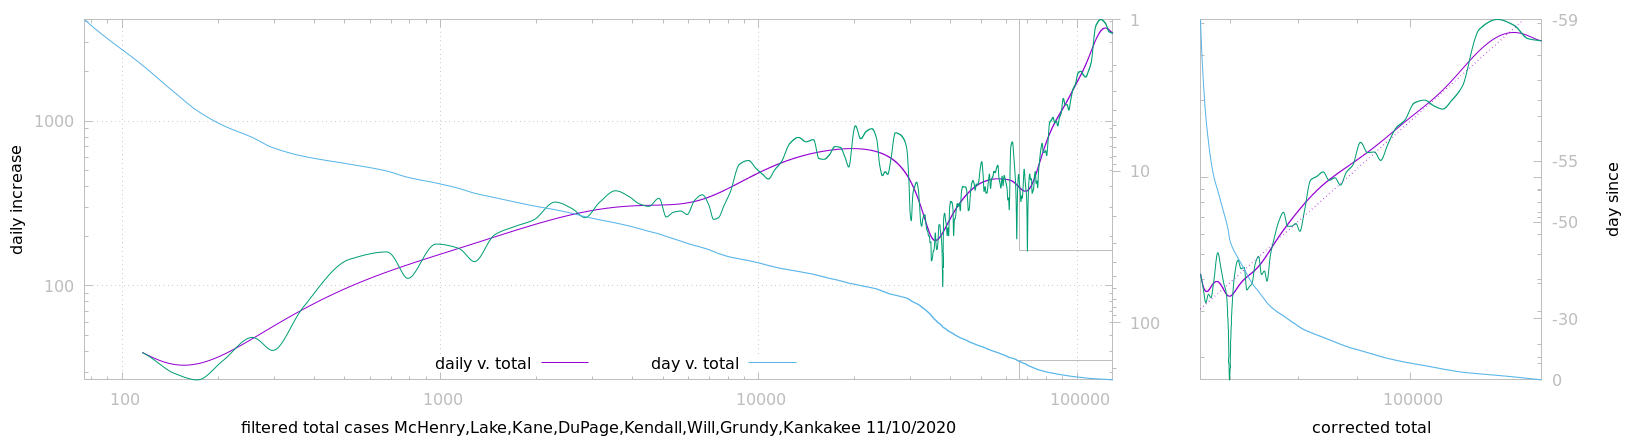 1 -59
1000 daily increase
10 -55
-50 day since
100
100 -30
daily v. total day v. total
0
100 1000 10000 100000 100000
filtered total cases McHenry,Lake,Kane,DuPage,Kendall,Will,Grundy,Kankakee 11/10/2020 corrected total